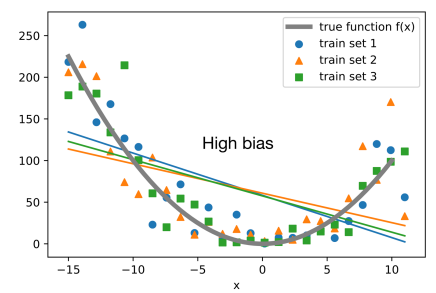 true function f(x)
train set 1
train set 2
train set 3
High bias
250
200
150
100
50
0
−15
−10
−5
0
5
10
x